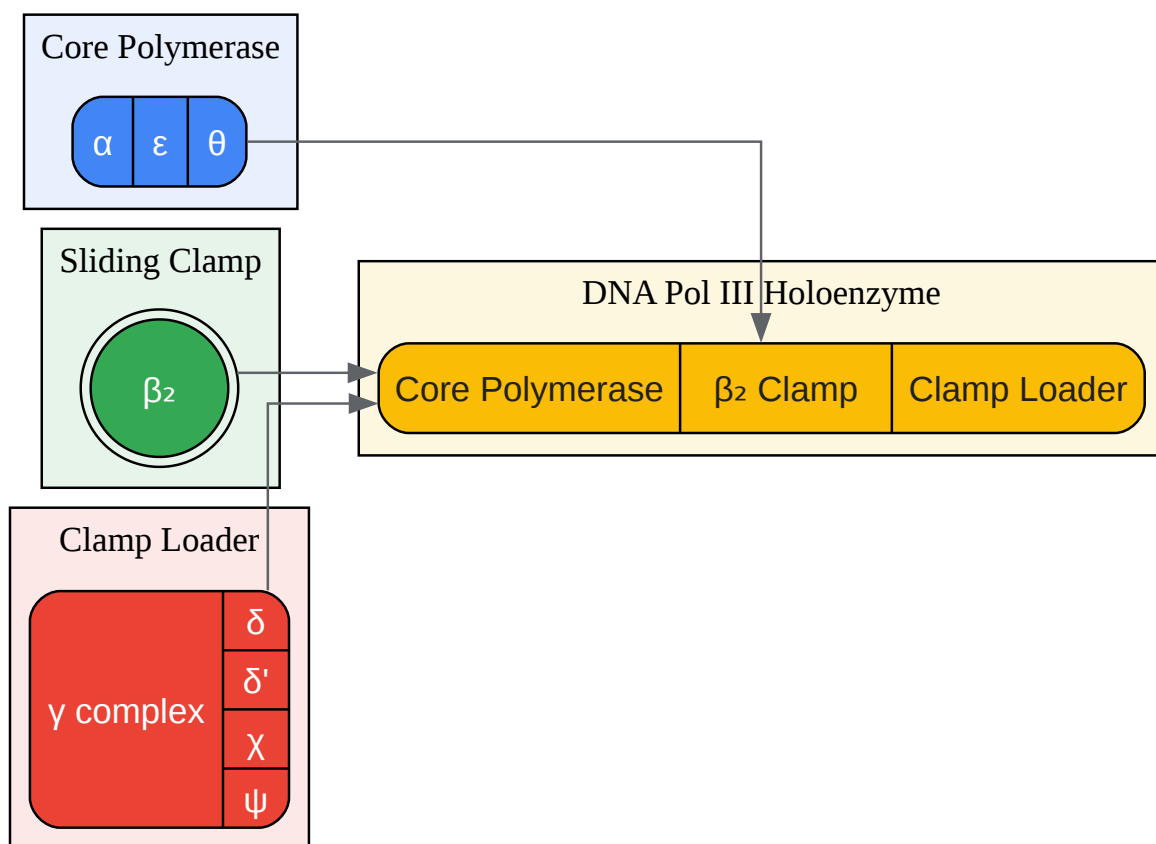 Core Polymerase
α ε θ
Sliding Clamp
β₂
DNA Pol III Holoenzyme
Core Polymerase β₂ Clamp Clamp Loader
Clamp Loader
γ complex
δ
δ'
χ
ψ